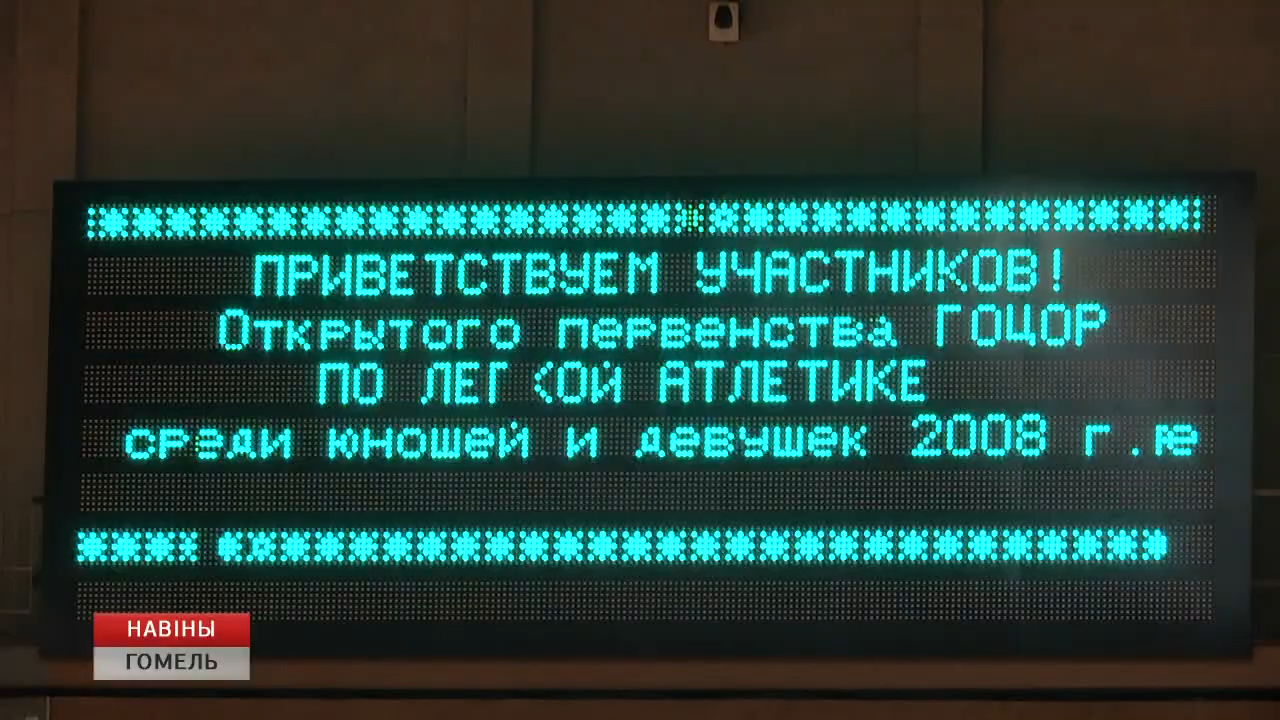 ПРИВЕТСТВУЕМ УЧАСТНИКОВ!
Открытого первенства ГОЦОР
ПО ЛЕГКОЙ АТЛЕТИКЕ
среди юношей и девушек 2008 г.
НАВІНЫ
ГОМЕЛЬ